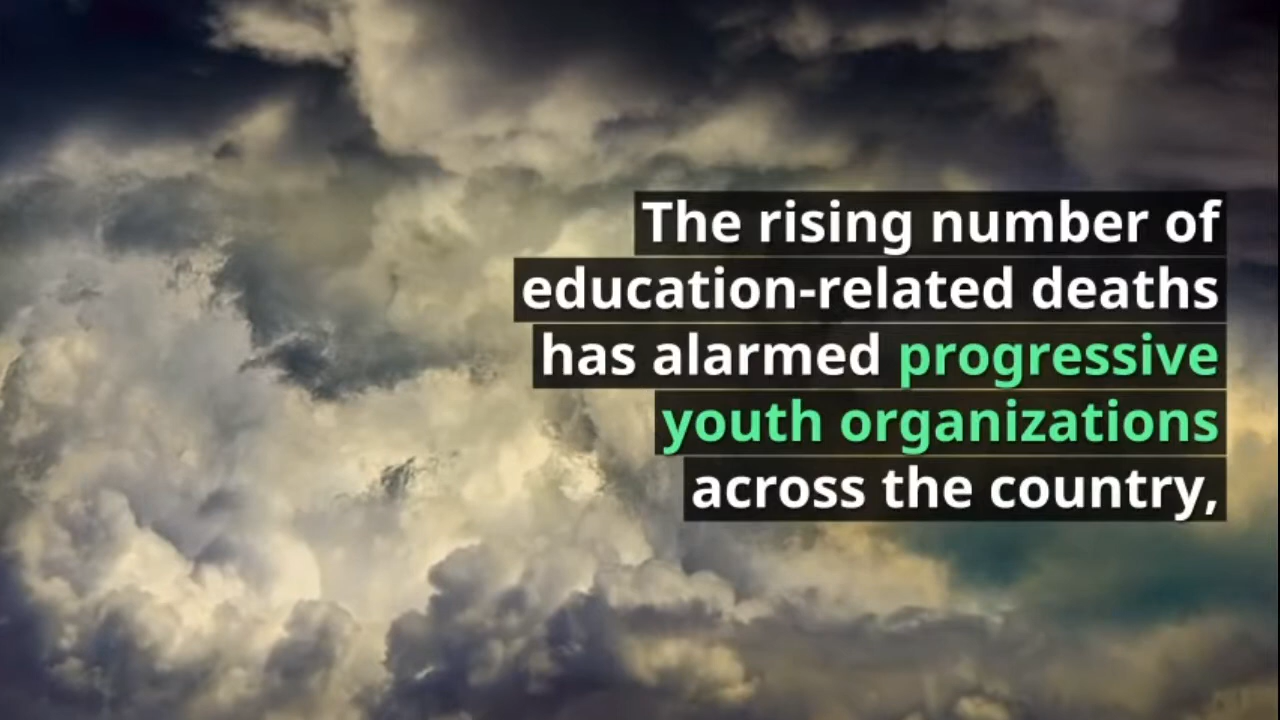 The rising number of
education-related deaths
has alarmed progressive
youth organizations
across the country,